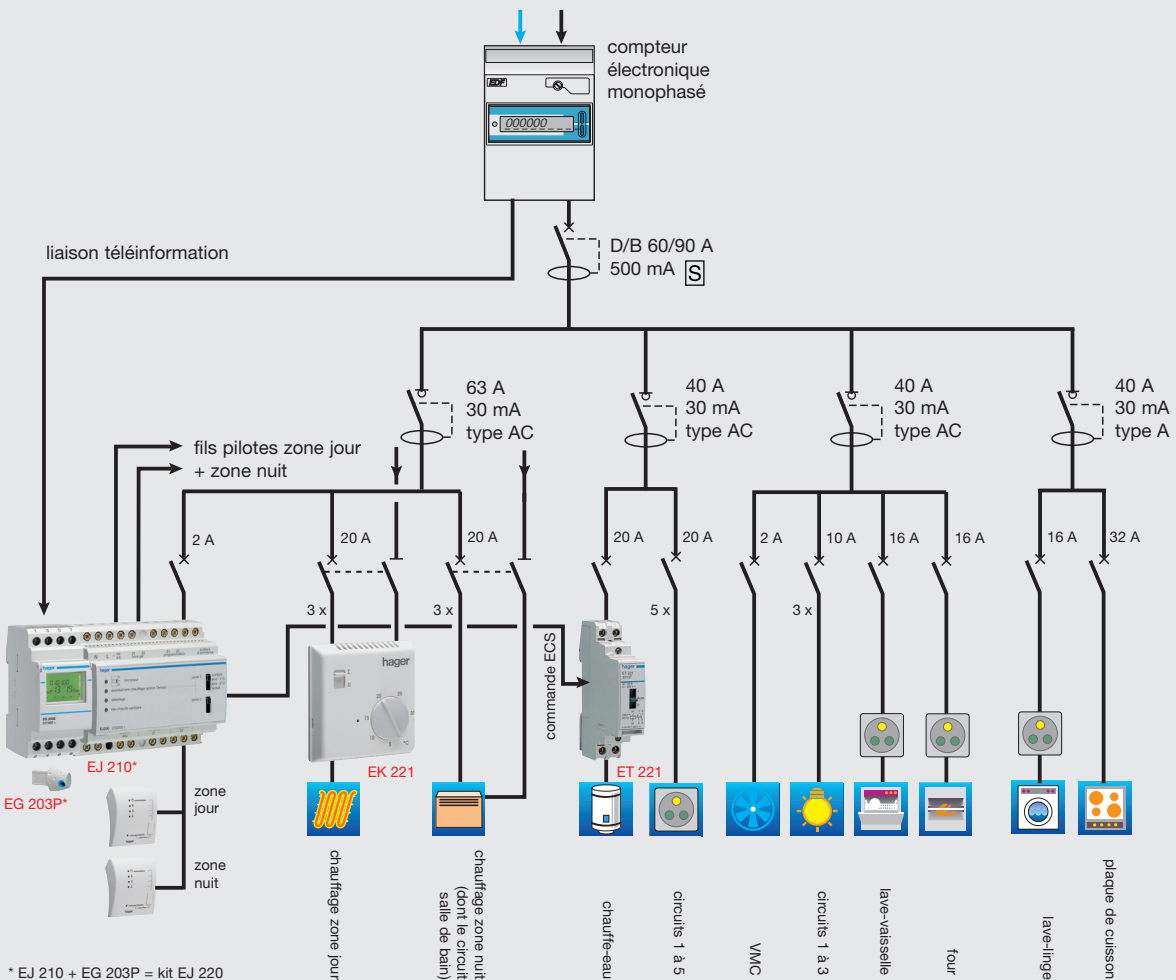 compteur
électronique
monophasé
EDF
000000
liaison téléinformation
D/B 60/90 A
500 mA S
63 A
30 mA
type AC
40 A
30 mA
type AC
40 A
30 mA
type AC
40 A
30 mA
type A
fils pilotes zone jour
+ zone nuit
2 A
20 A
20 A
20 A
20 A
2 A
10 A
16 A
16 A
16 A
32 A
3 x
3 x
5 x
3 x
commande ECS
hager
hager
hager
EJ 210*
EG 203P*
EK 221
ET 221
zone
jour
zone
nuit
chauffage zone jour
chauffage zone nuit
(dont le circuit
salle de bain)
chauffe-eau
circuits 1 à 5
VMC
circuits 1 à 3
lave-vaisselle
four
lave-linge
plaque de cuisson
* EJ 210 + EG 203P = kit EJ 220